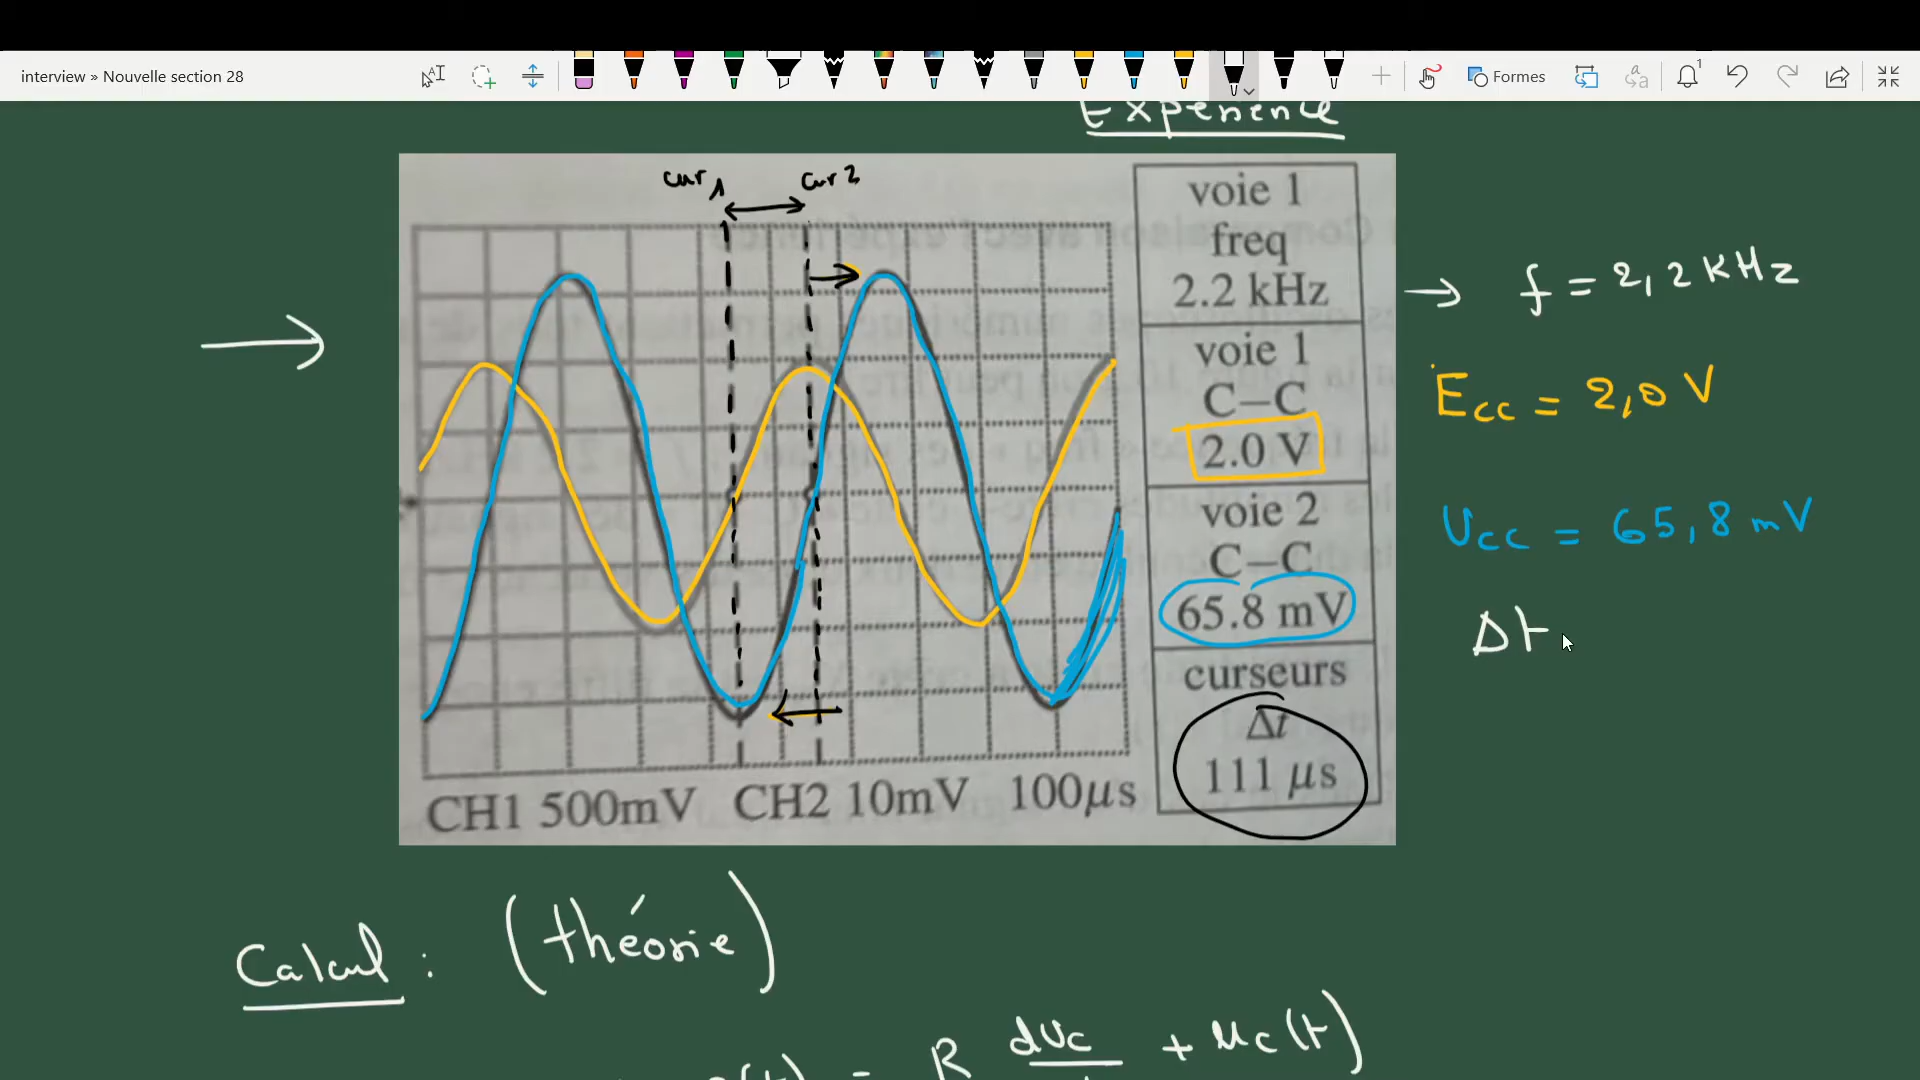 interview » Nouvelle section 28
Formes
1
Expérience
cur 1
cur 2
voie 1
freq
2.2 kHz
voie 1
C–C
2.0 V
voie 2
C–C
65.8 mV
curseurs
Δt
111 µs
CH1 500mV CH2 10mV 100µs
→ f = 2,2 kHz
Ecc = 2,0 V
Ucc = 65,8 mV
Δt
Calcul : (théorie)
= R dUc + uc(t)